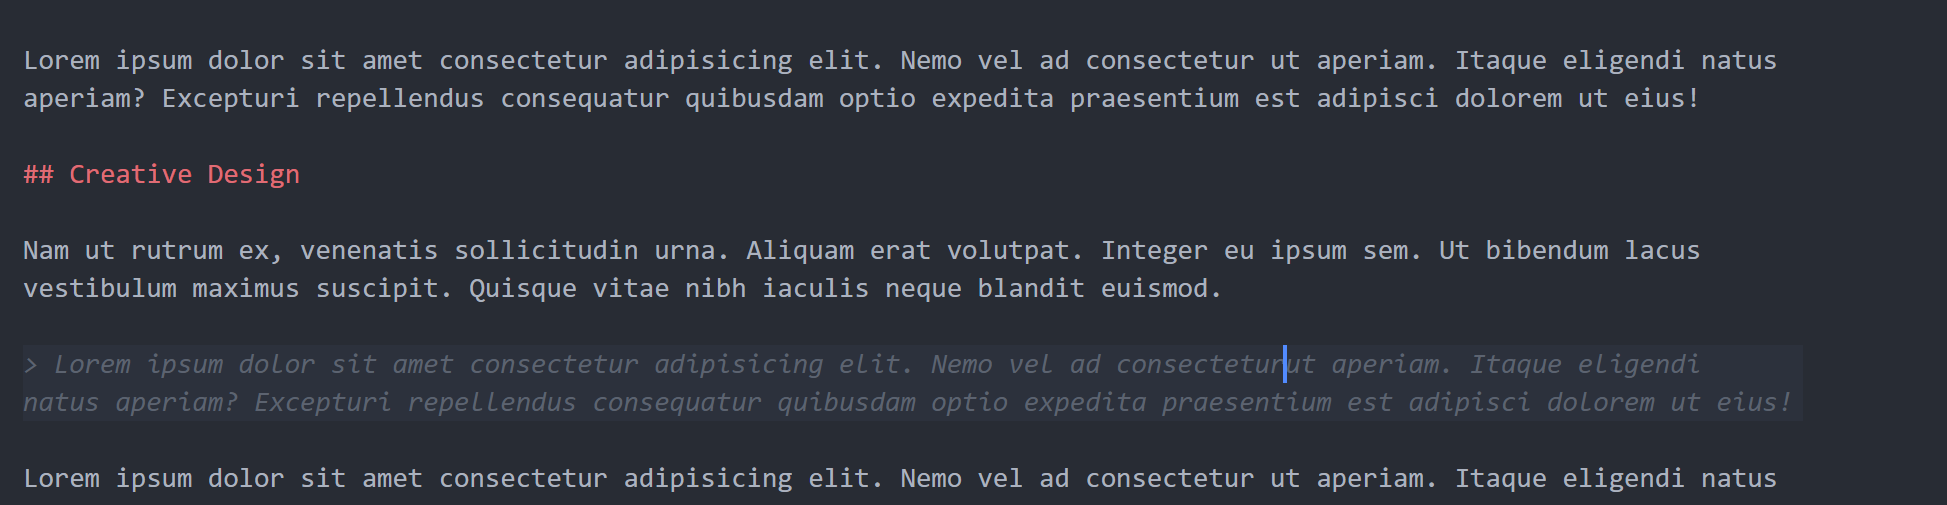 Lorem ipsum dolor sit amet consectetur adipisicing elit. Nemo vel ad consectetur ut aperiam. Itaque eligendi natus
aperiam? Excepturi repellendus consequatur quibusdam optio expedita praesentium est adipisci dolorem ut eius!
## Creative Design
Nam ut rutrum ex, venenatis sollicitudin urna. Aliquam erat volutpat. Integer eu ipsum sem. Ut bibendum lacus
vestibulum maximus suscipit. Quisque vitae nibh iaculis neque blandit euismod.
> Lorem ipsum dolor sit amet consectetur adipisicing elit. Nemo vel ad consecteturut aperiam. Itaque eligendi
natus aperiam? Excepturi repellendus consequatur quibusdam optio expedita praesentium est adipisci dolorem ut eius!
Lorem ipsum dolor sit amet consectetur adipisicing elit. Nemo vel ad consectetur ut aperiam. Itaque eligendi natus